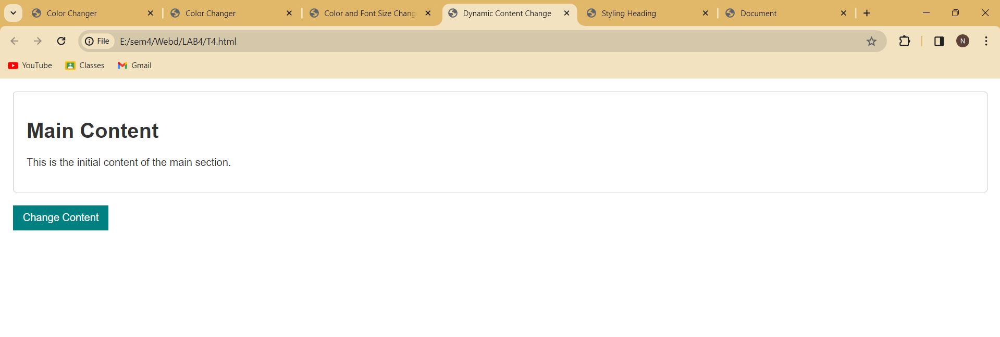 Color Changer
Color Changer
Color and Font Size Chang
Dynamic Content Change
Styling Heading
Document
File E:/sem4/Webd/LAB4/T4.html
N
YouTube Classes Gmail
Main Content
This is the initial content of the main section.
Change Content